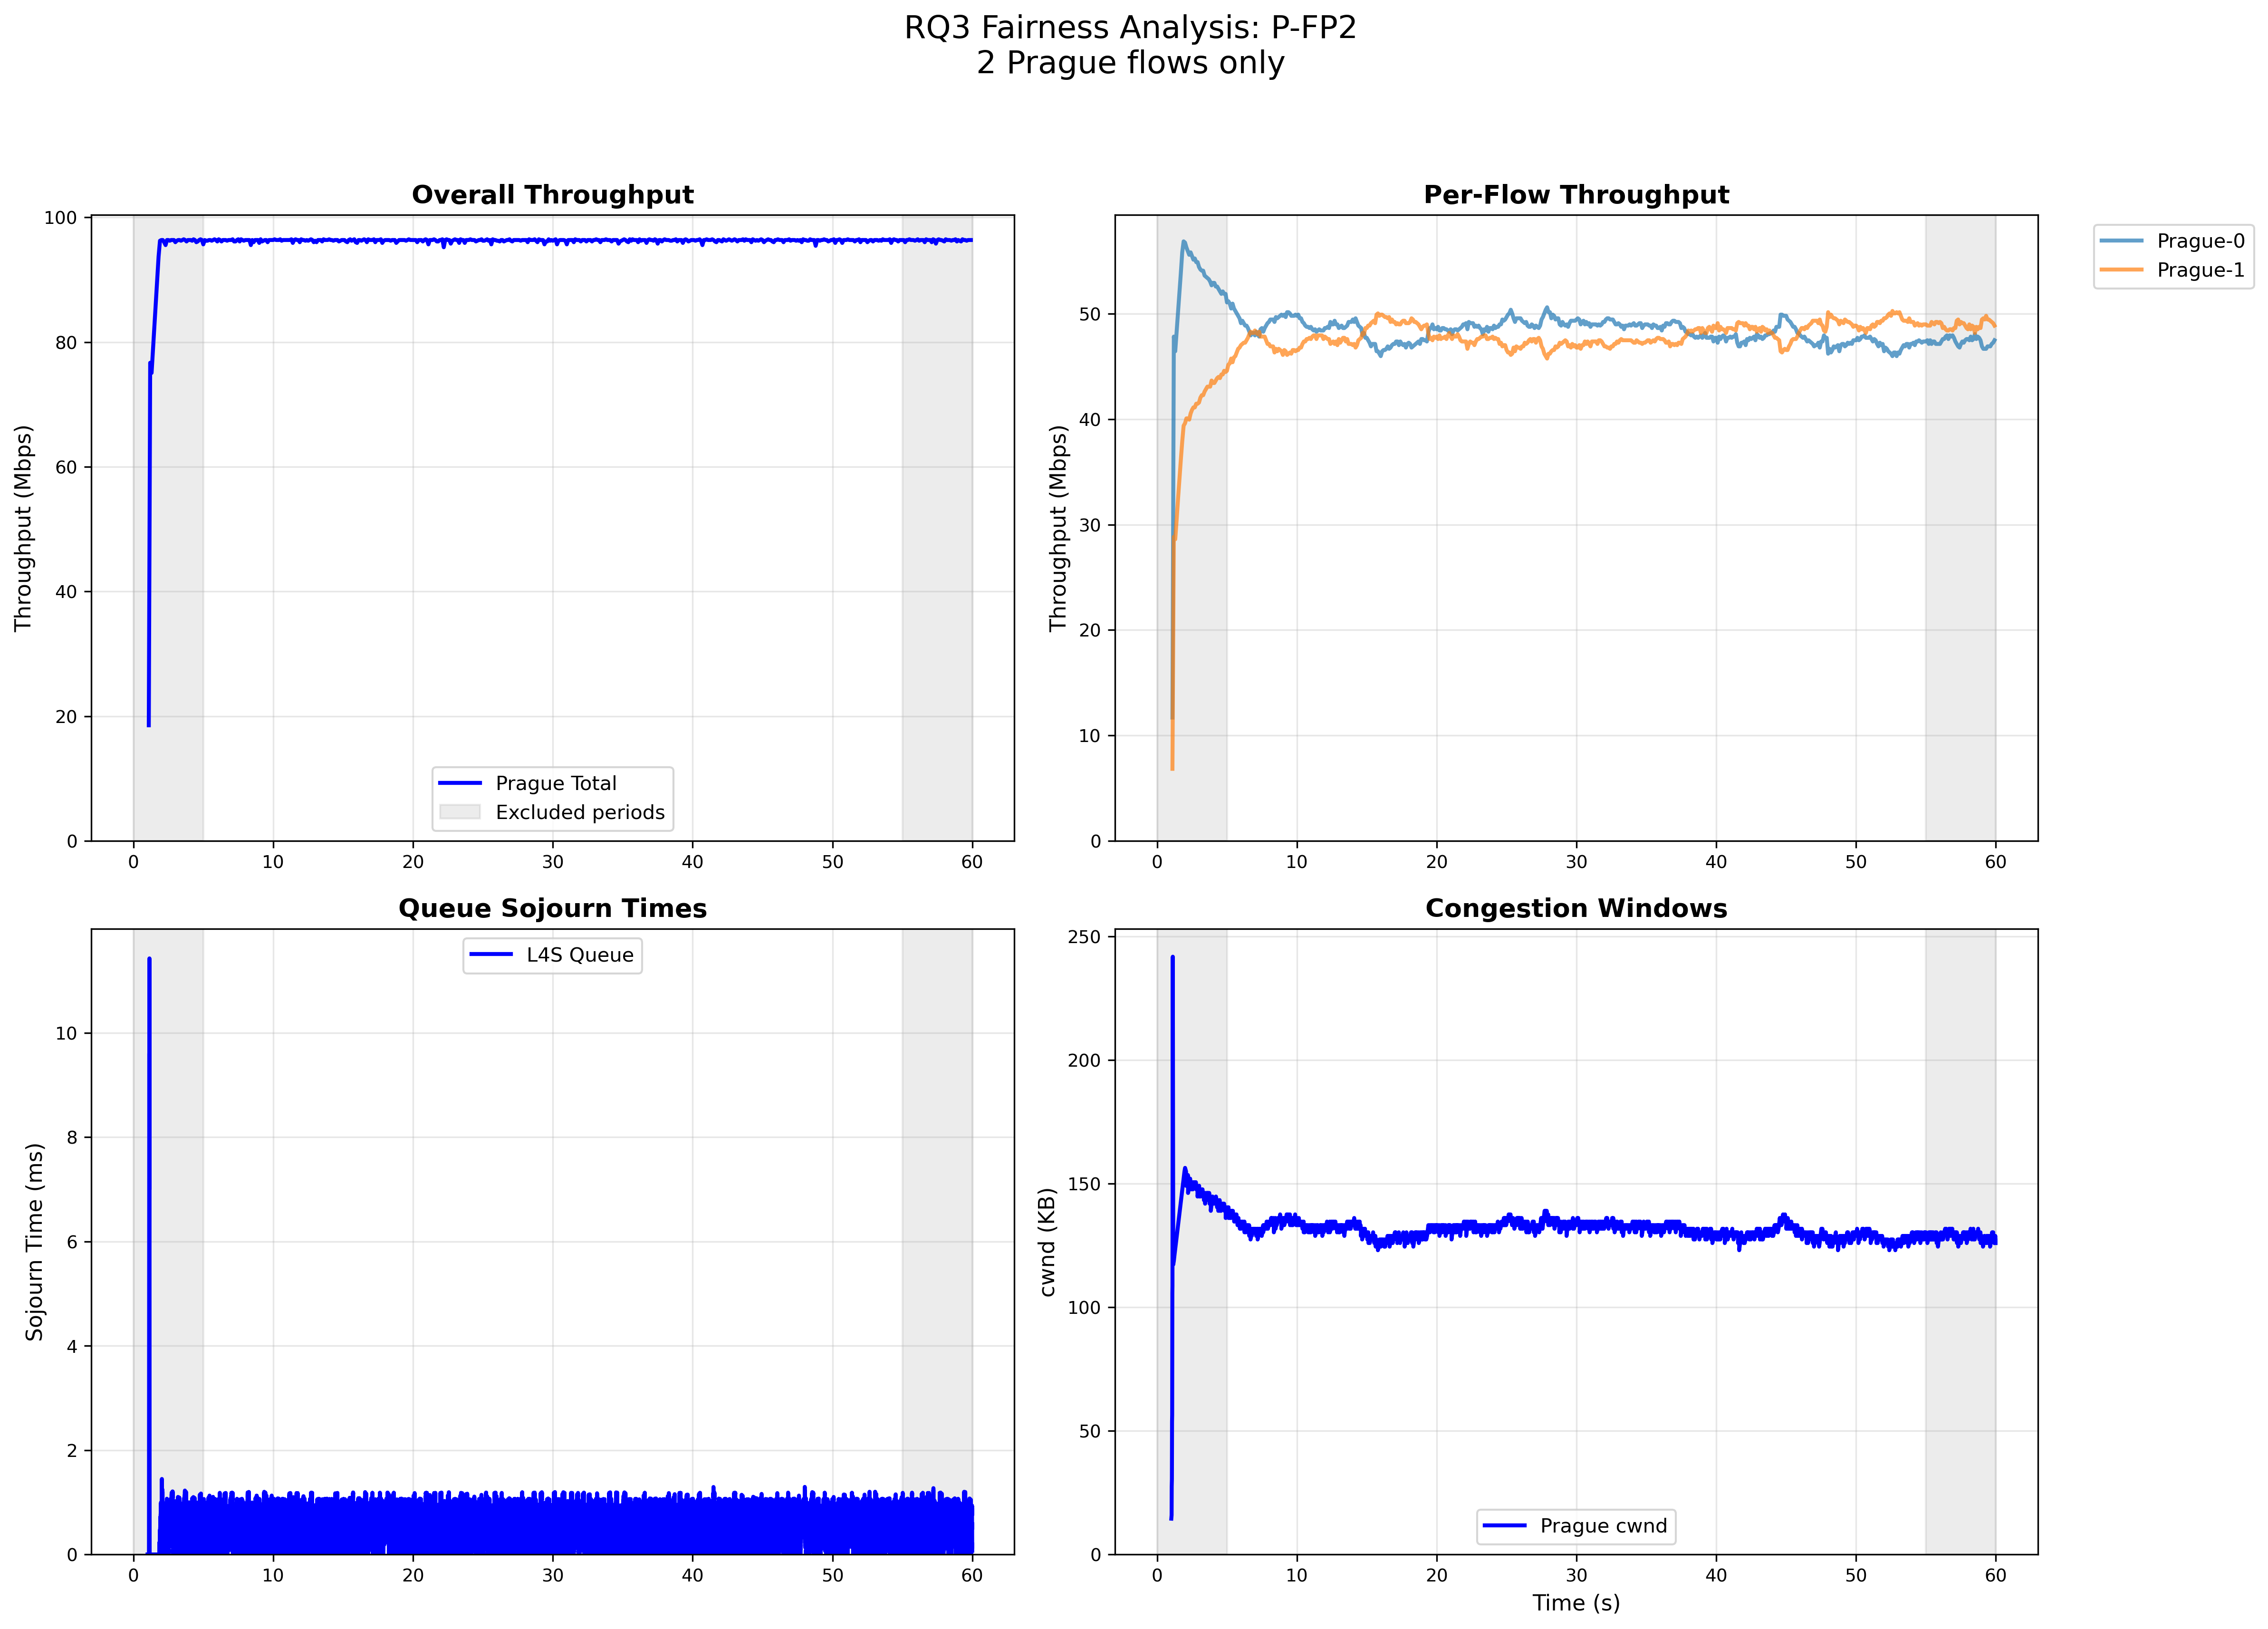 RQ3 Fairness Analysis: P-FP2
2 Prague flows only
Overall Throughput
Throughput (Mbps)
100
80
60
40
20
0
0 10 20 30 40 50 60
Prague Total
Excluded periods
Per-Flow Throughput
Throughput (Mbps)
50
40
30
20
10
0
0 10 20 30 40 50 60
Prague-0
Prague-1
Queue Sojourn Times
Sojourn Time (ms)
10
8
6
4
2
0
0 10 20 30 40 50 60
L4S Queue
Congestion Windows
cwnd (KB)
250
200
150
100
50
0
0 10 20 30 40 50 60
Time (s)
Prague cwnd